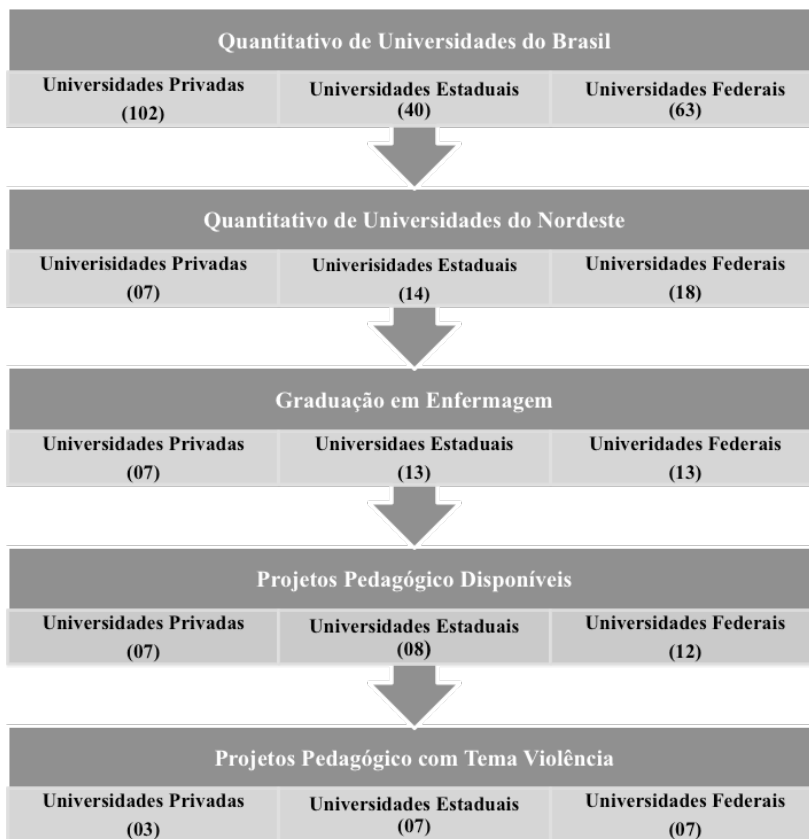 Quantitativo de Universidades do Brasil
Universidades Privadas
(102)
Universidades Estaduais
(40)
Universidades Federais
(63)
Quantitativo de Universidades do Nordeste
Univerisidades Privadas
(07)
Univerisidades Estaduais
(14)
Universidades Federais
(18)
Graduação em Enfermagem
Universidades Privadas
(07)
Universidaes Estaduais
(13)
Univeridades Federais
(13)
Projetos Pedagógico Disponíveis
Universidades Privadas
(07)
Universidades Estaduais
(08)
Universidades Federais
(12)
Projetos Pedagógico com Tema Violência
Universidades Privadas
(03)
Universidades Estaduais
(07)
Universidades Federais
(07)